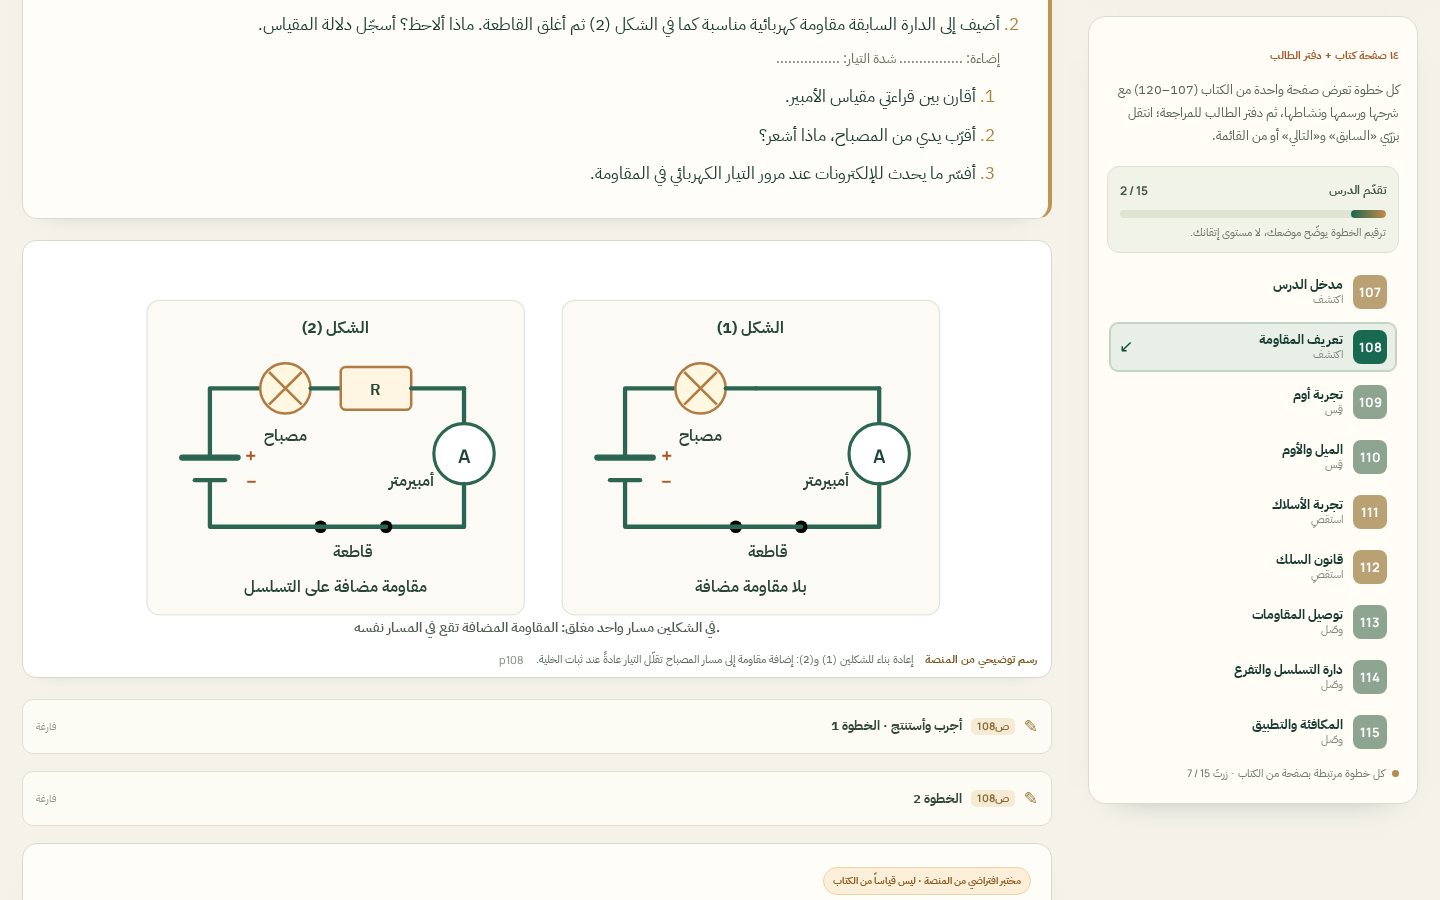 2. أضيف إلى الدارة السابقة مقاومة كهربائية مناسبة كما في الشكل (2) ثم أغلق القاطعة. ماذا ألاحظ؟ أسجّل دلالة المقياس.
إضاءة: ............... شدة التيار: ...............
1. أقارن بين قراءتي مقياس الأمبير.
2. أقرّب يدي من المصباح، ماذا أشعر؟
3. أفسّر ما يحدث للإلكترونات عند مرور التيار الكهربائي في المقاومة.
الشكل (1)
مصباح
+
−
A
أمبيرمتر
قاطعة
بلا مقاومة مضافة
الشكل (2)
R
مصباح
+
−
A
أمبيرمتر
قاطعة
مقاومة مضافة على التسلسل
في الشكلين مسار واحد مغلق: المقاومة المضافة تقع في المسار نفسه.
رسم توضيحي من المنصة إعادة بناء للشكلين (1) و(2): إضافة مقاومة إلى مسار المصباح تقلّل التيار عادةً عند ثبات الخلية. p108
✎ ص108 أجرب وأستنتج · الخطوة 1 فارغة
✎ ص108 الخطوة 2 فارغة
مختبر افتراضي من المنصة · ليس قياساً من الكتاب
١٤ صفحة كتاب + دفتر الطالب
كل خطوة تعرض صفحة واحدة من الكتاب (107–120) مع
شرحها ورسمها ونشاطها، ثم دفتر الطالب للمراجعة؛ انتقل
بزرّي «السابق» و«التالي» أو من القائمة.
تقدّم الدرس 2 / 15
ترقيم الخطوة يوضّح موضعك، لا مستوى إتقانك.
107 مدخل الدرس
اكتشف
108 تعريف المقاومة ↙
اكتشف
109 تجربة أوم
قِس
110 الميل والأوم
قِس
111 تجربة الأسلاك
استقصِ
112 قانون السلك
استقصِ
113 توصيل المقاومات
وصّل
114 دارة التسلسل والتفرع
وصّل
115 المكافئة والتطبيق
وصّل
كل خطوة مرتبطة بصفحة من الكتاب · زرتَ 15 / 7